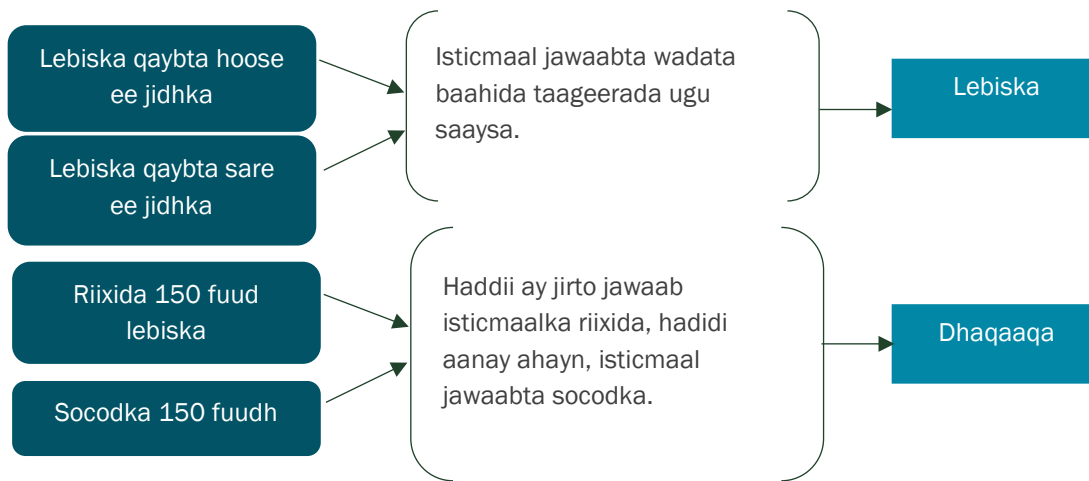 Lebiska qaybta hoose
ee jidhka
Lebiska qaybta sare
ee jidhka
Isticmaal jawaabta wadata
baahida taageerada ugu
saaysa.
Lebiska
Riixida 150 fuud
lebiska
Socodka 150 fuudh
Haddii ay jirto jawaab
isticmaalka riixida, hadidi
aanay ahayn, isticmaal
jawaabta socodka.
Dhaqaaqa